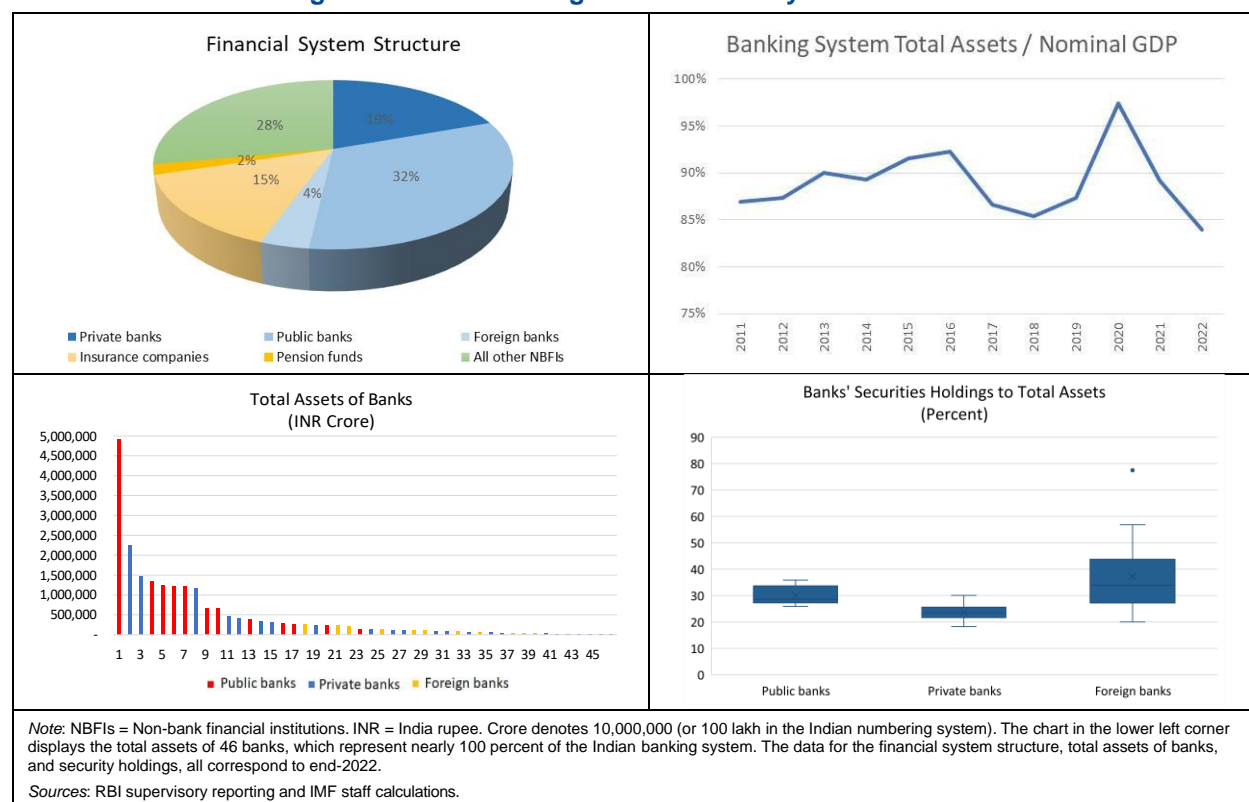 Financial System Structure
19%
32%
4%
15%
2%
28%
Private banks
Public banks
Foreign banks
Insurance companies
Pension funds
All other NBFIs
Banking System Total Assets / Nominal GDP
100%
95%
90%
85%
80%
75%
2011
2012
2013
2014
2015
2016
2017
2018
2019
2020
2021
2022
Total Assets of Banks
(INR Crore)
5,000,000
4,500,000
4,000,000
3,500,000
3,000,000
2,500,000
2,000,000
1,500,000
1,000,000
500,000
-
1 3 5 7 9 11 13 15 17 19 21 23 25 27 29 31 33 35 37 39 41 43 45
Public banks Private banks Foreign banks
Banks' Securities Holdings to Total Assets
(Percent)
90
80
70
60
50
40
30
20
10
0
Public banks Private banks Foreign banks
Note: NBFIs = Non-bank financial institutions. INR = India rupee. Crore denotes 10,000,000 (or 100 lakh in the Indian numbering system). The chart in the lower left corner
displays the total assets of 46 banks, which represent nearly 100 percent of the Indian banking system. The data for the financial system structure, total assets of banks,
and security holdings, all correspond to end-2022.
Sources: RBI supervisory reporting and IMF staff calculations.